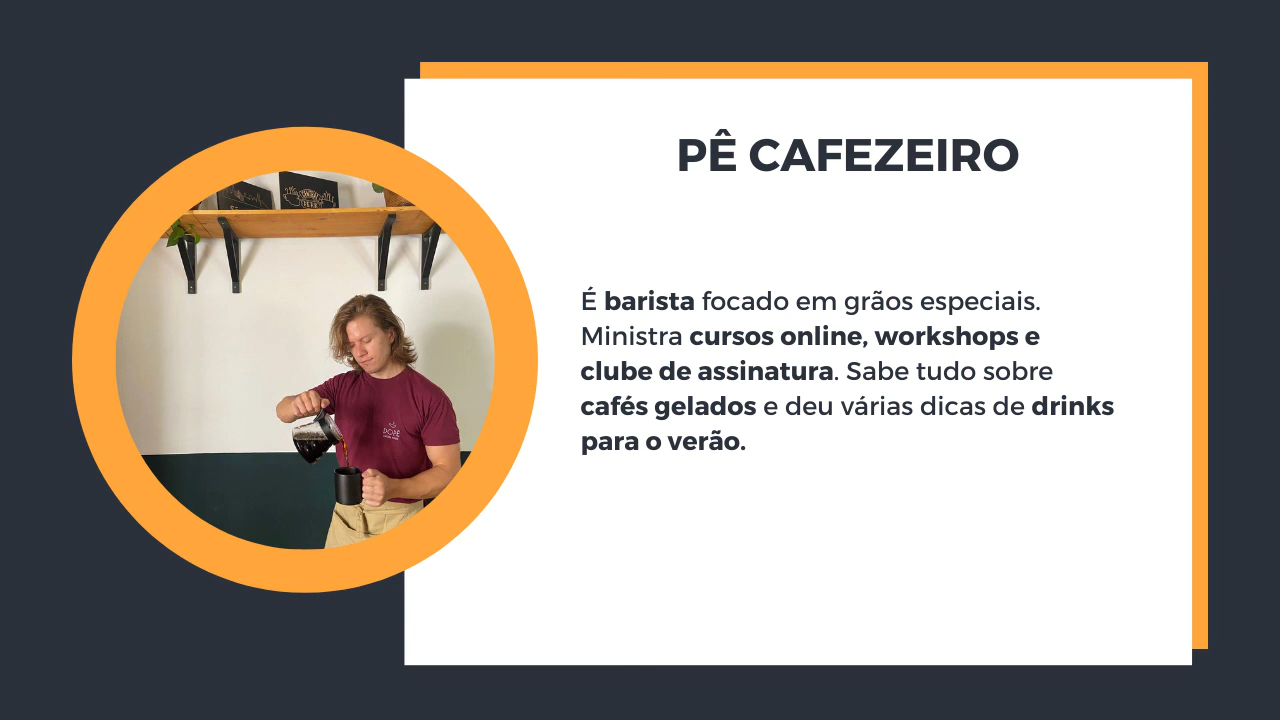 PÊ CAFEZEIRO
É barista focado em grãos especiais.
Ministra cursos online, workshops e
clube de assinatura. Sabe tudo sobre
cafés gelados e deu várias dicas de drinks
para o verão.
DOPE